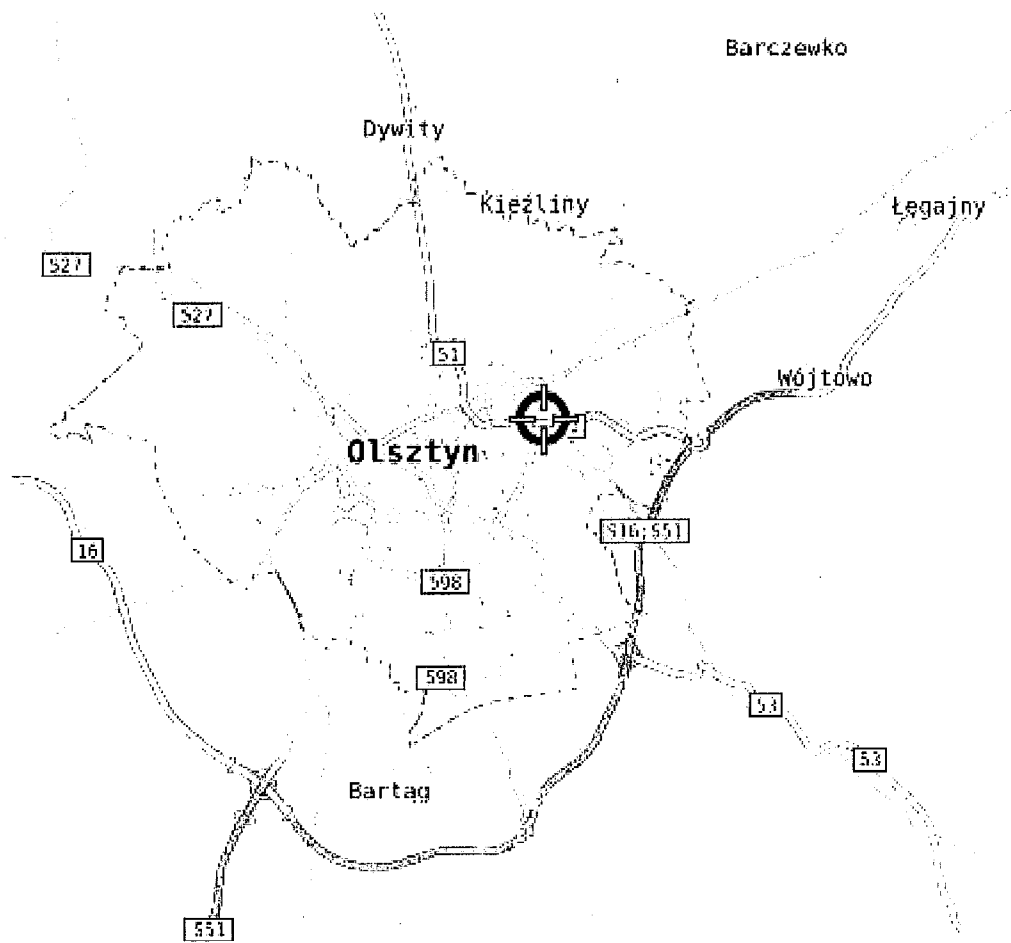 Barczewko
Dywity
Kieźliny
Łęgajny
527
527
51
Wójtowo
Olsztyn
S16;S51
16
598
598
53
53
Bartąg
S51